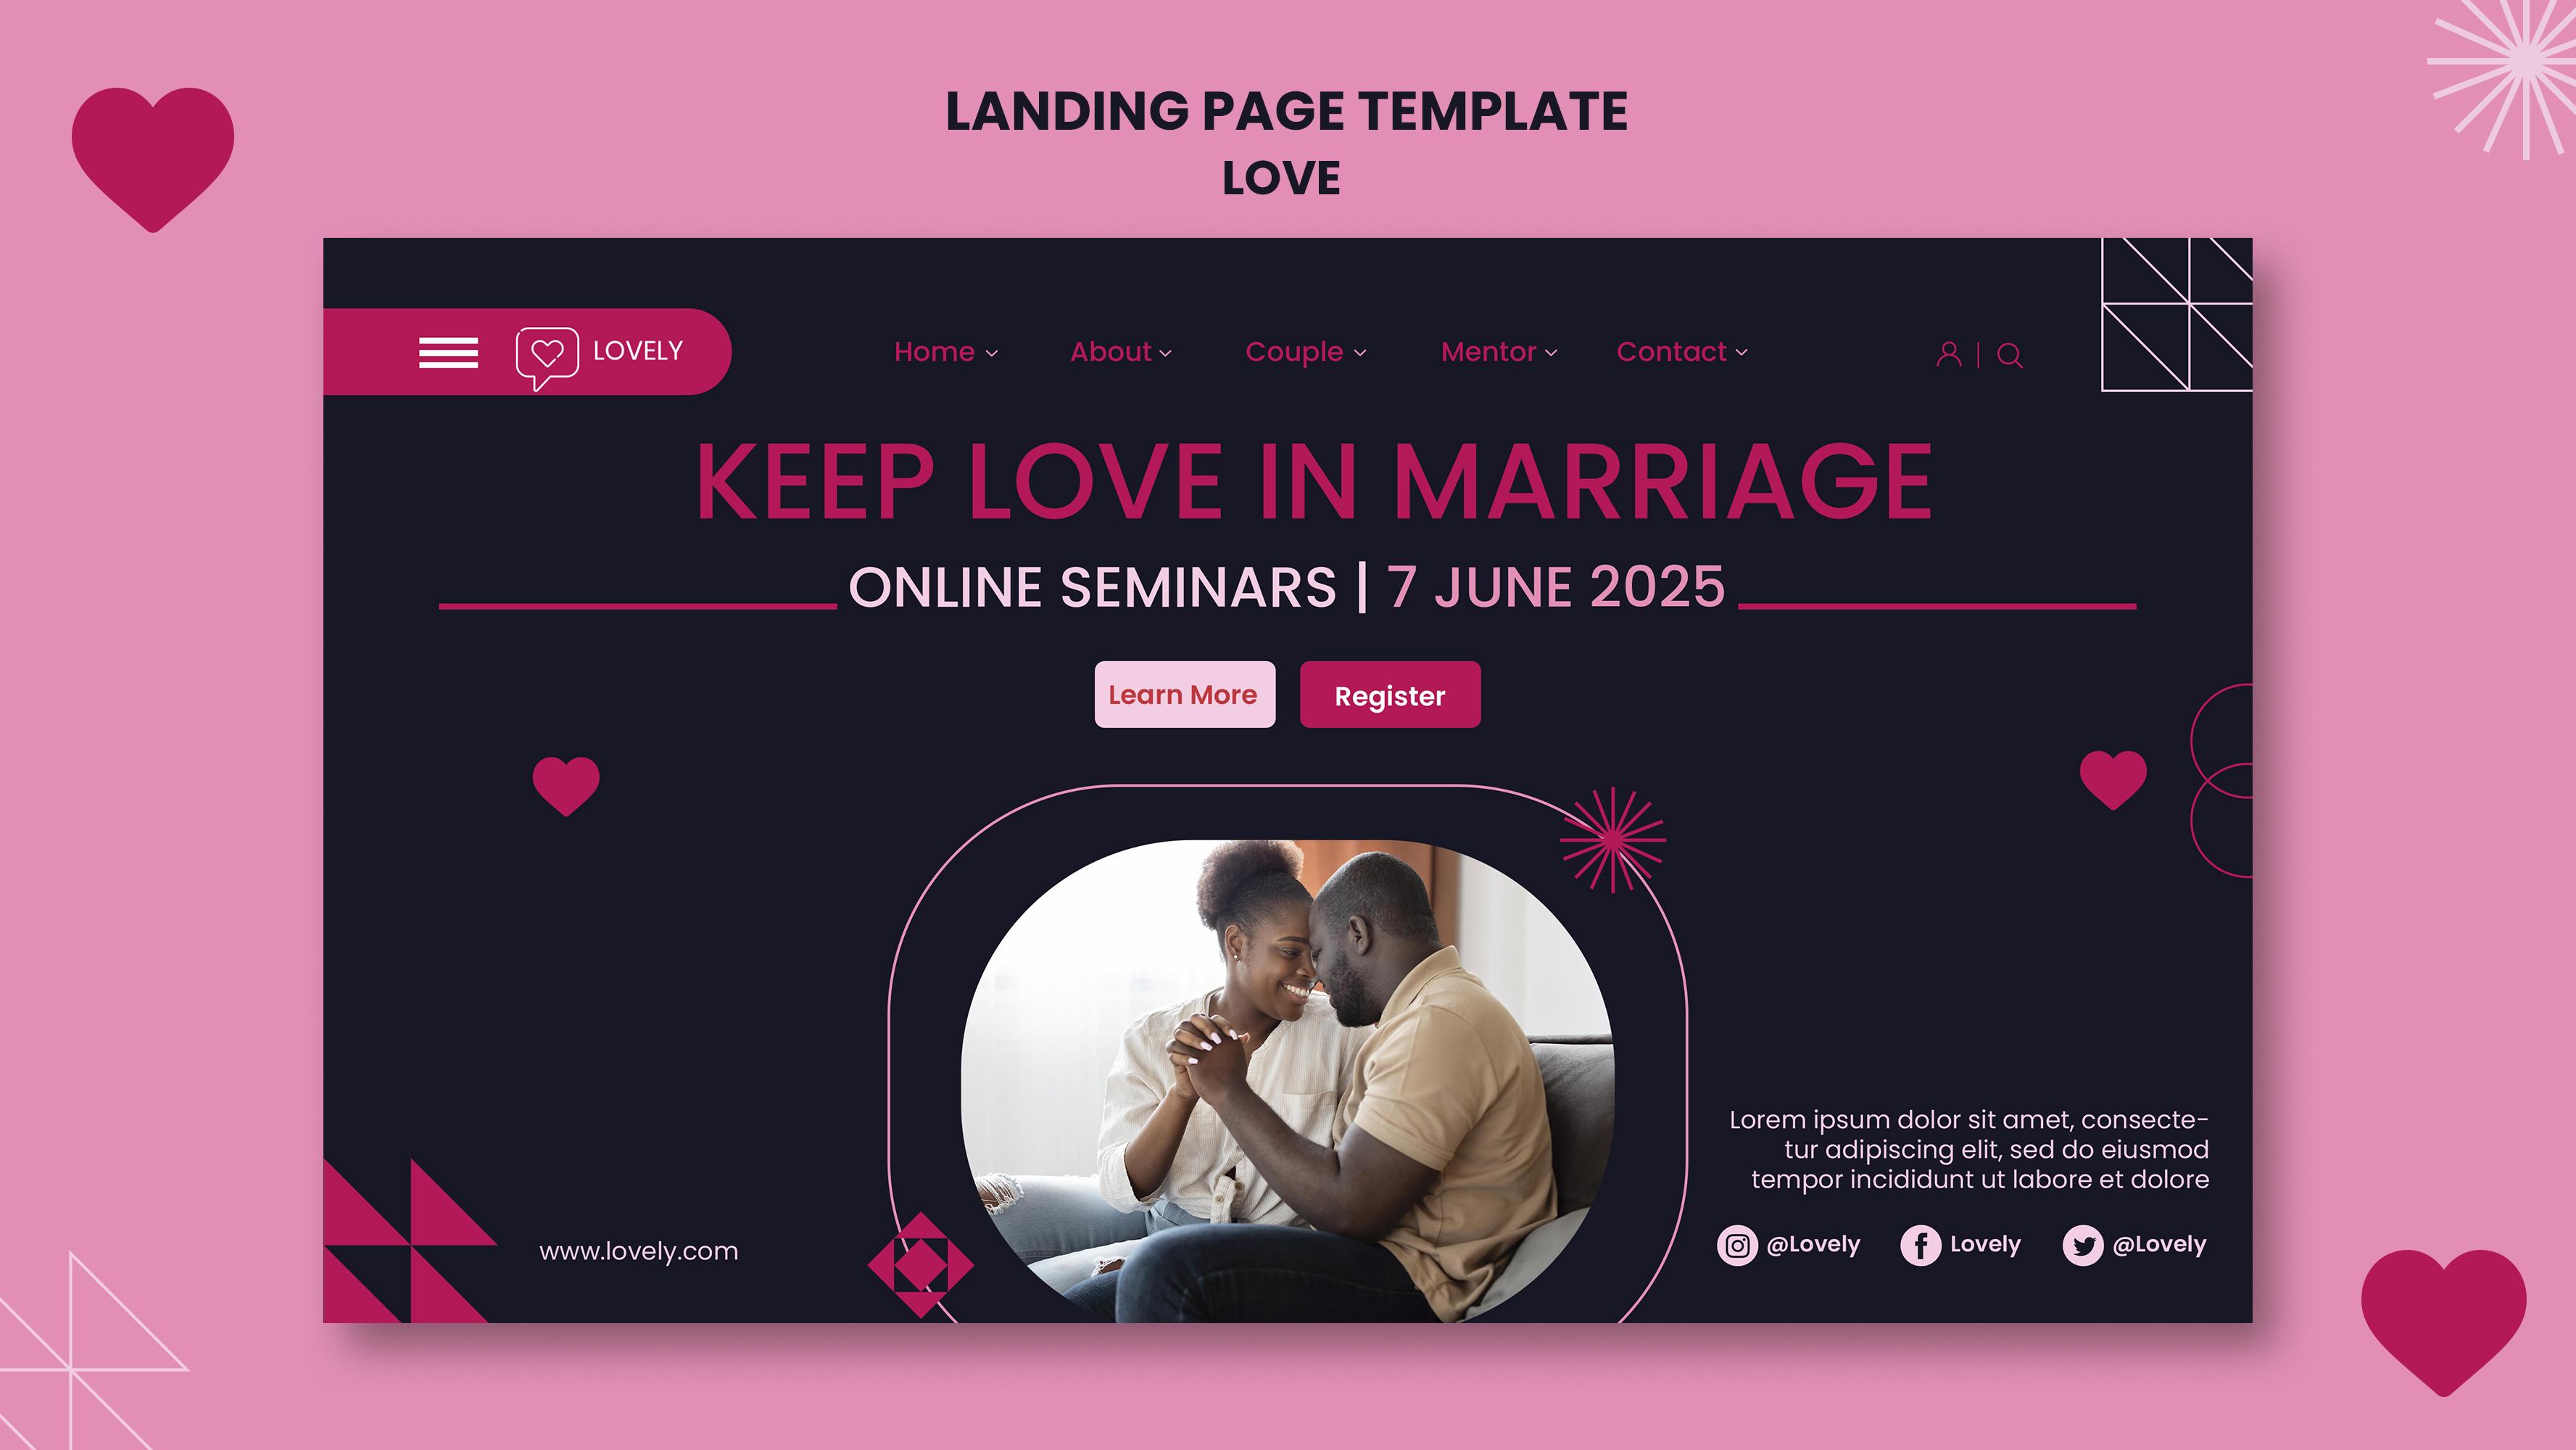 LANDING PAGE TEMPLATE
LOVE
LOVELY
Home
About
Couple
Mentor
Contact
KEEP LOVE IN MARRIAGE
ONLINE SEMINARS | 7 JUNE 2025
Learn More
Register
Lorem ipsum dolor sit amet, consecte-
tur adipiscing elit, sed do eiusmod
tempor incididunt ut labore et dolore
www.lovely.com
@Lovely
Lovely
@Lovely